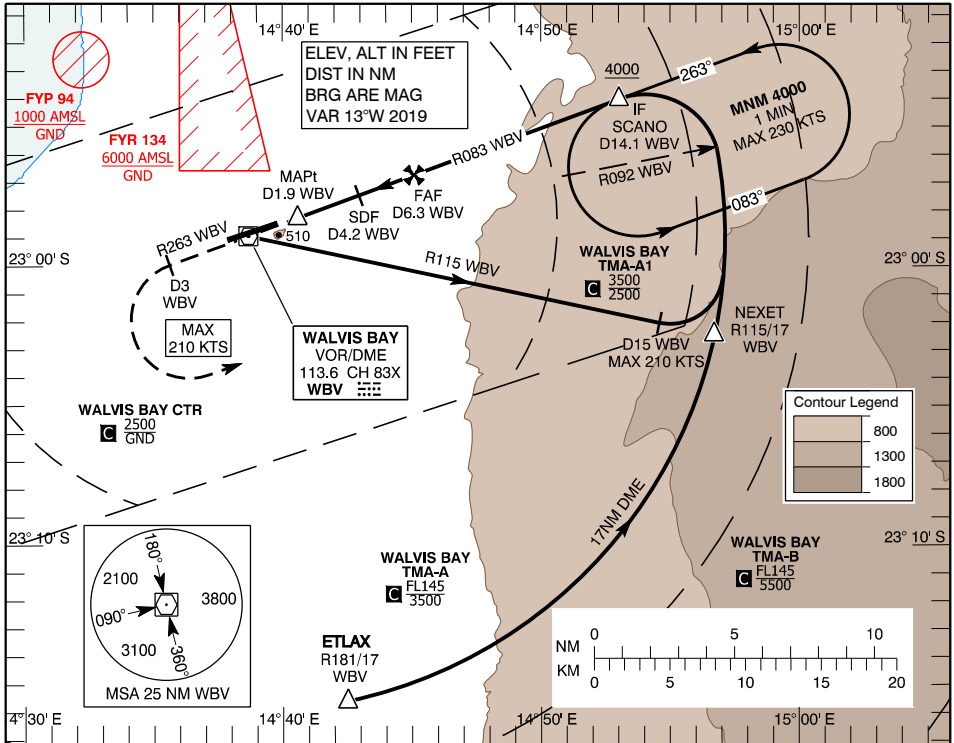 14°40' E
14°50' E
15°00' E
ELEV, ALT IN FEET
DIST IN NM
BRG ARE MAG
VAR 13°W 2019
FYP 94
1000 AMSL
GND
FYR 134
6000 AMSL
GND
4000
263°
MNM 4000
1 MIN
MAX 230 KTS
IF
SCANO
D14.1 WBV
R083 WBV
R092 WBV
083°
MAPt
D1.9 WBV
FAF
D6.3 WBV
SDF
D4.2 WBV
510
R263 WBV
R115 WBV
23° 00' S
23° 00' S
WALVIS BAY
TMA-A1
C
3500
2500
D3
WBV
MAX
210 KTS
WALVIS BAY
VOR/DME
113.6 CH 83X
WBV
NEXET
R115/17
WBV
D15 WBV
MAX 210 KTS
WALVIS BAY CTR
C
2500
GND
Contour Legend
800
1300
1800
17NM DME
23° 10' S
23° 10' S
180°
2100
3800
090°
3100
360°
MSA 25 NM WBV
WALVIS BAY
TMA-A
C
FL145
3500
WALVIS BAY
TMA-B
C
FL145
5500
ETLAX
R181/17
WBV
NM
0 5 10
KM
0 5 10 15 20
4°30' E
14°40' E
14°50' E
15°00' E